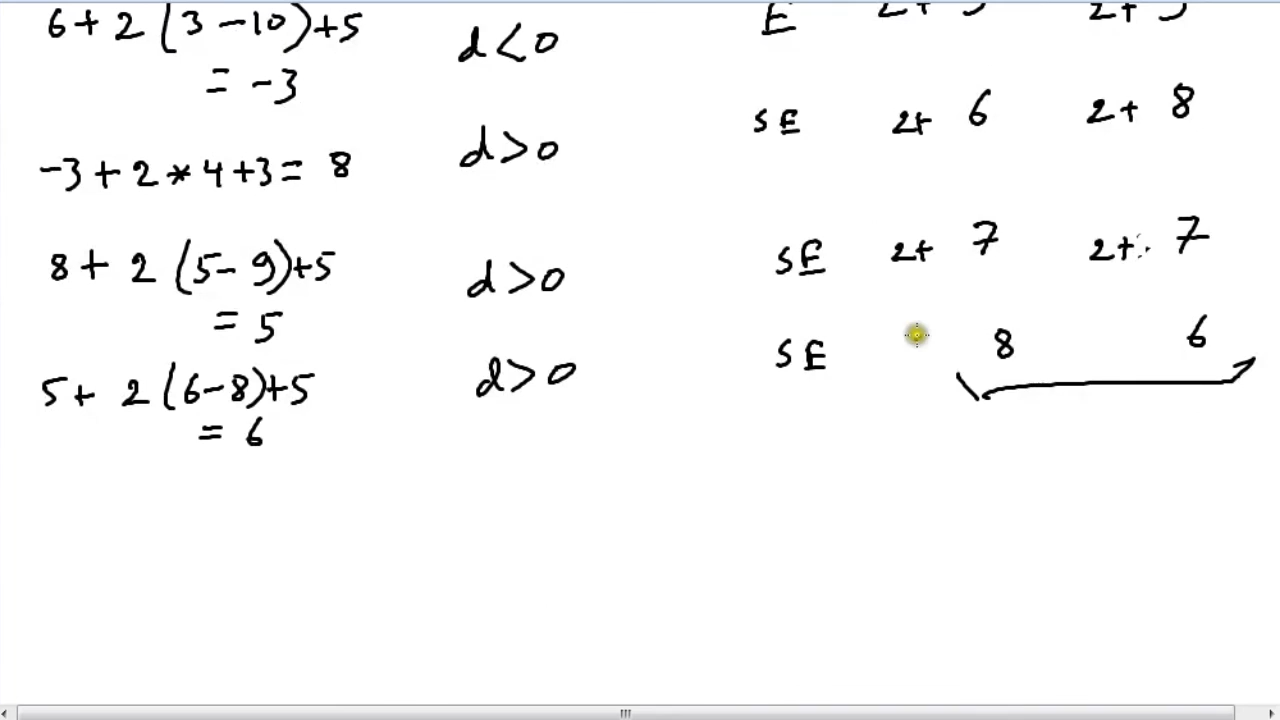 6 + 2 (3 - 10) + 5 d < 0 E
= -3
SE 2+ 6 2+ 8
-3 + 2 * 4 + 3 = 8 d > 0
8 + 2 (5 - 9) + 5 d > 0 SE 2+ 7 2+ 7
= 5
SE 8 6
5 + 2 (6 - 8) + 5 d > 0
= 6